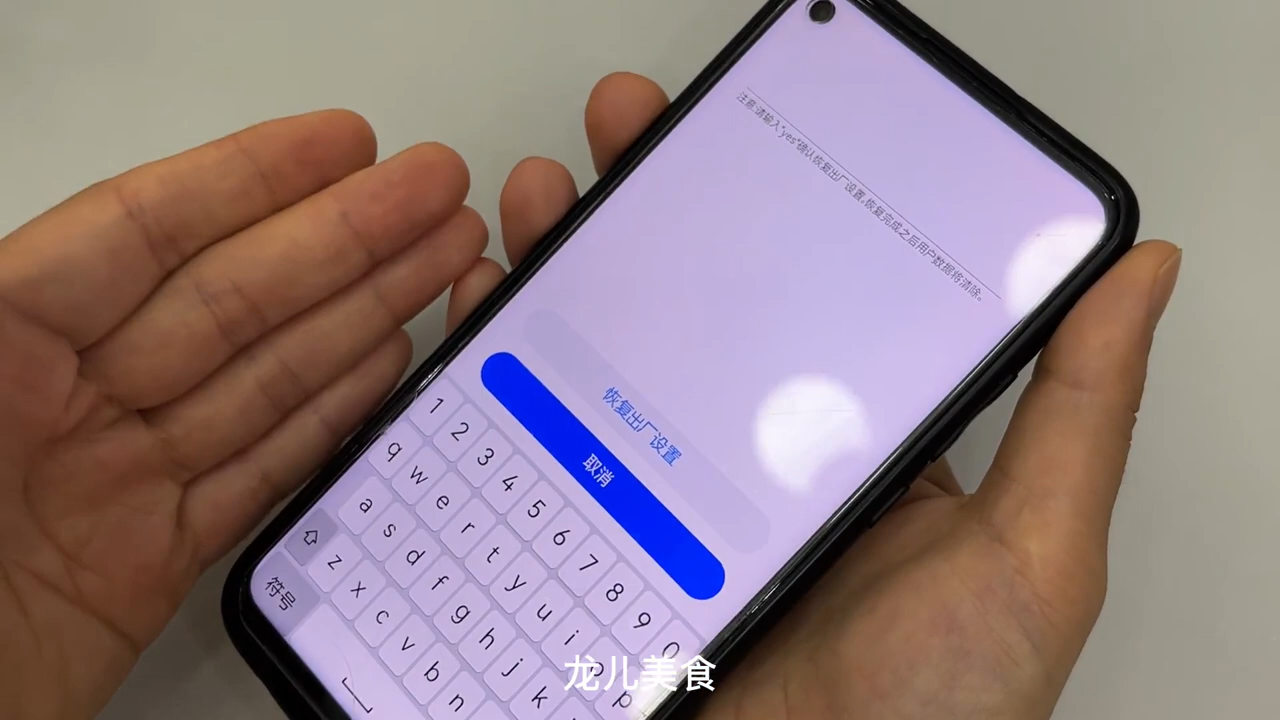 注意:请输入"yes"确认恢复出厂设置,恢复完成之后用户数据将清除。
恢复出厂设置
取消
1 2 3 4 5 6 7 8 9 0
q w e r t y u i o p
a s d f g h j k
z x c v b n
符号
龙儿美食